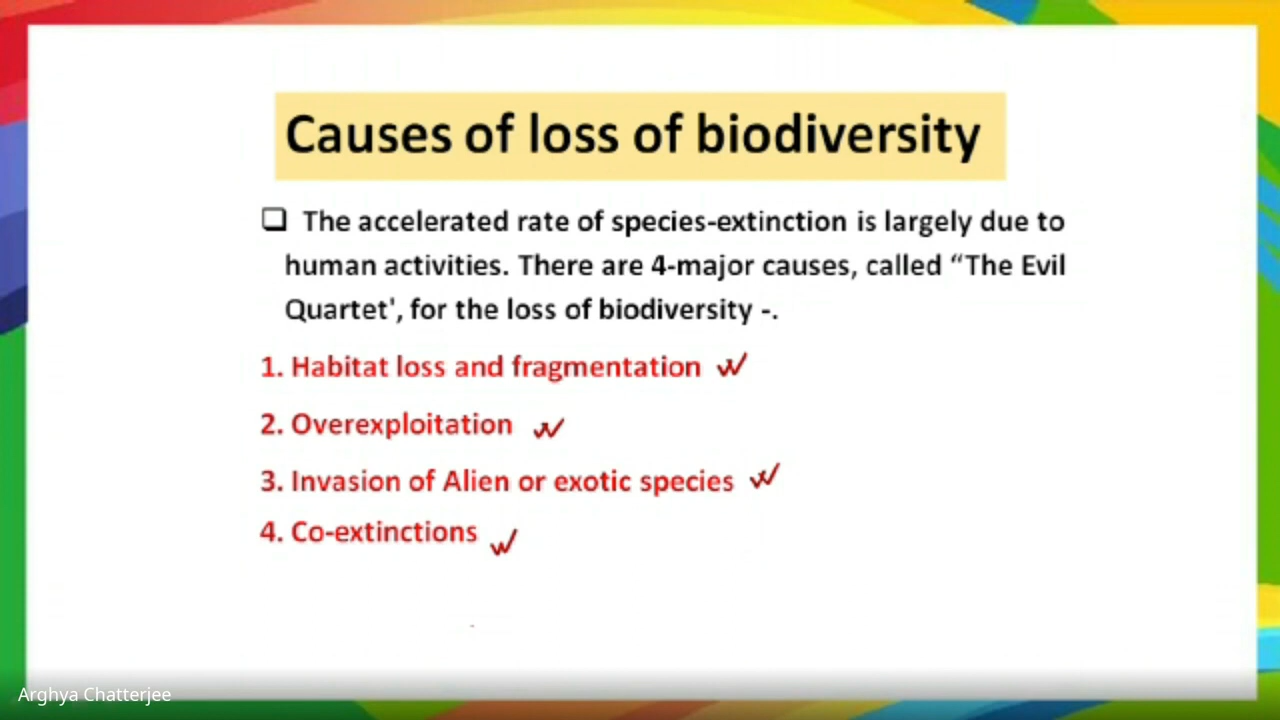 Causes of loss of biodiversity
❑ The accelerated rate of species-extinction is largely due to
human activities. There are 4-major causes, called “The Evil
Quartet', for the loss of biodiversity -.
1. Habitat loss and fragmentation
2. Overexploitation
3. Invasion of Alien or exotic species
4. Co-extinctions
Arghya Chatterjee